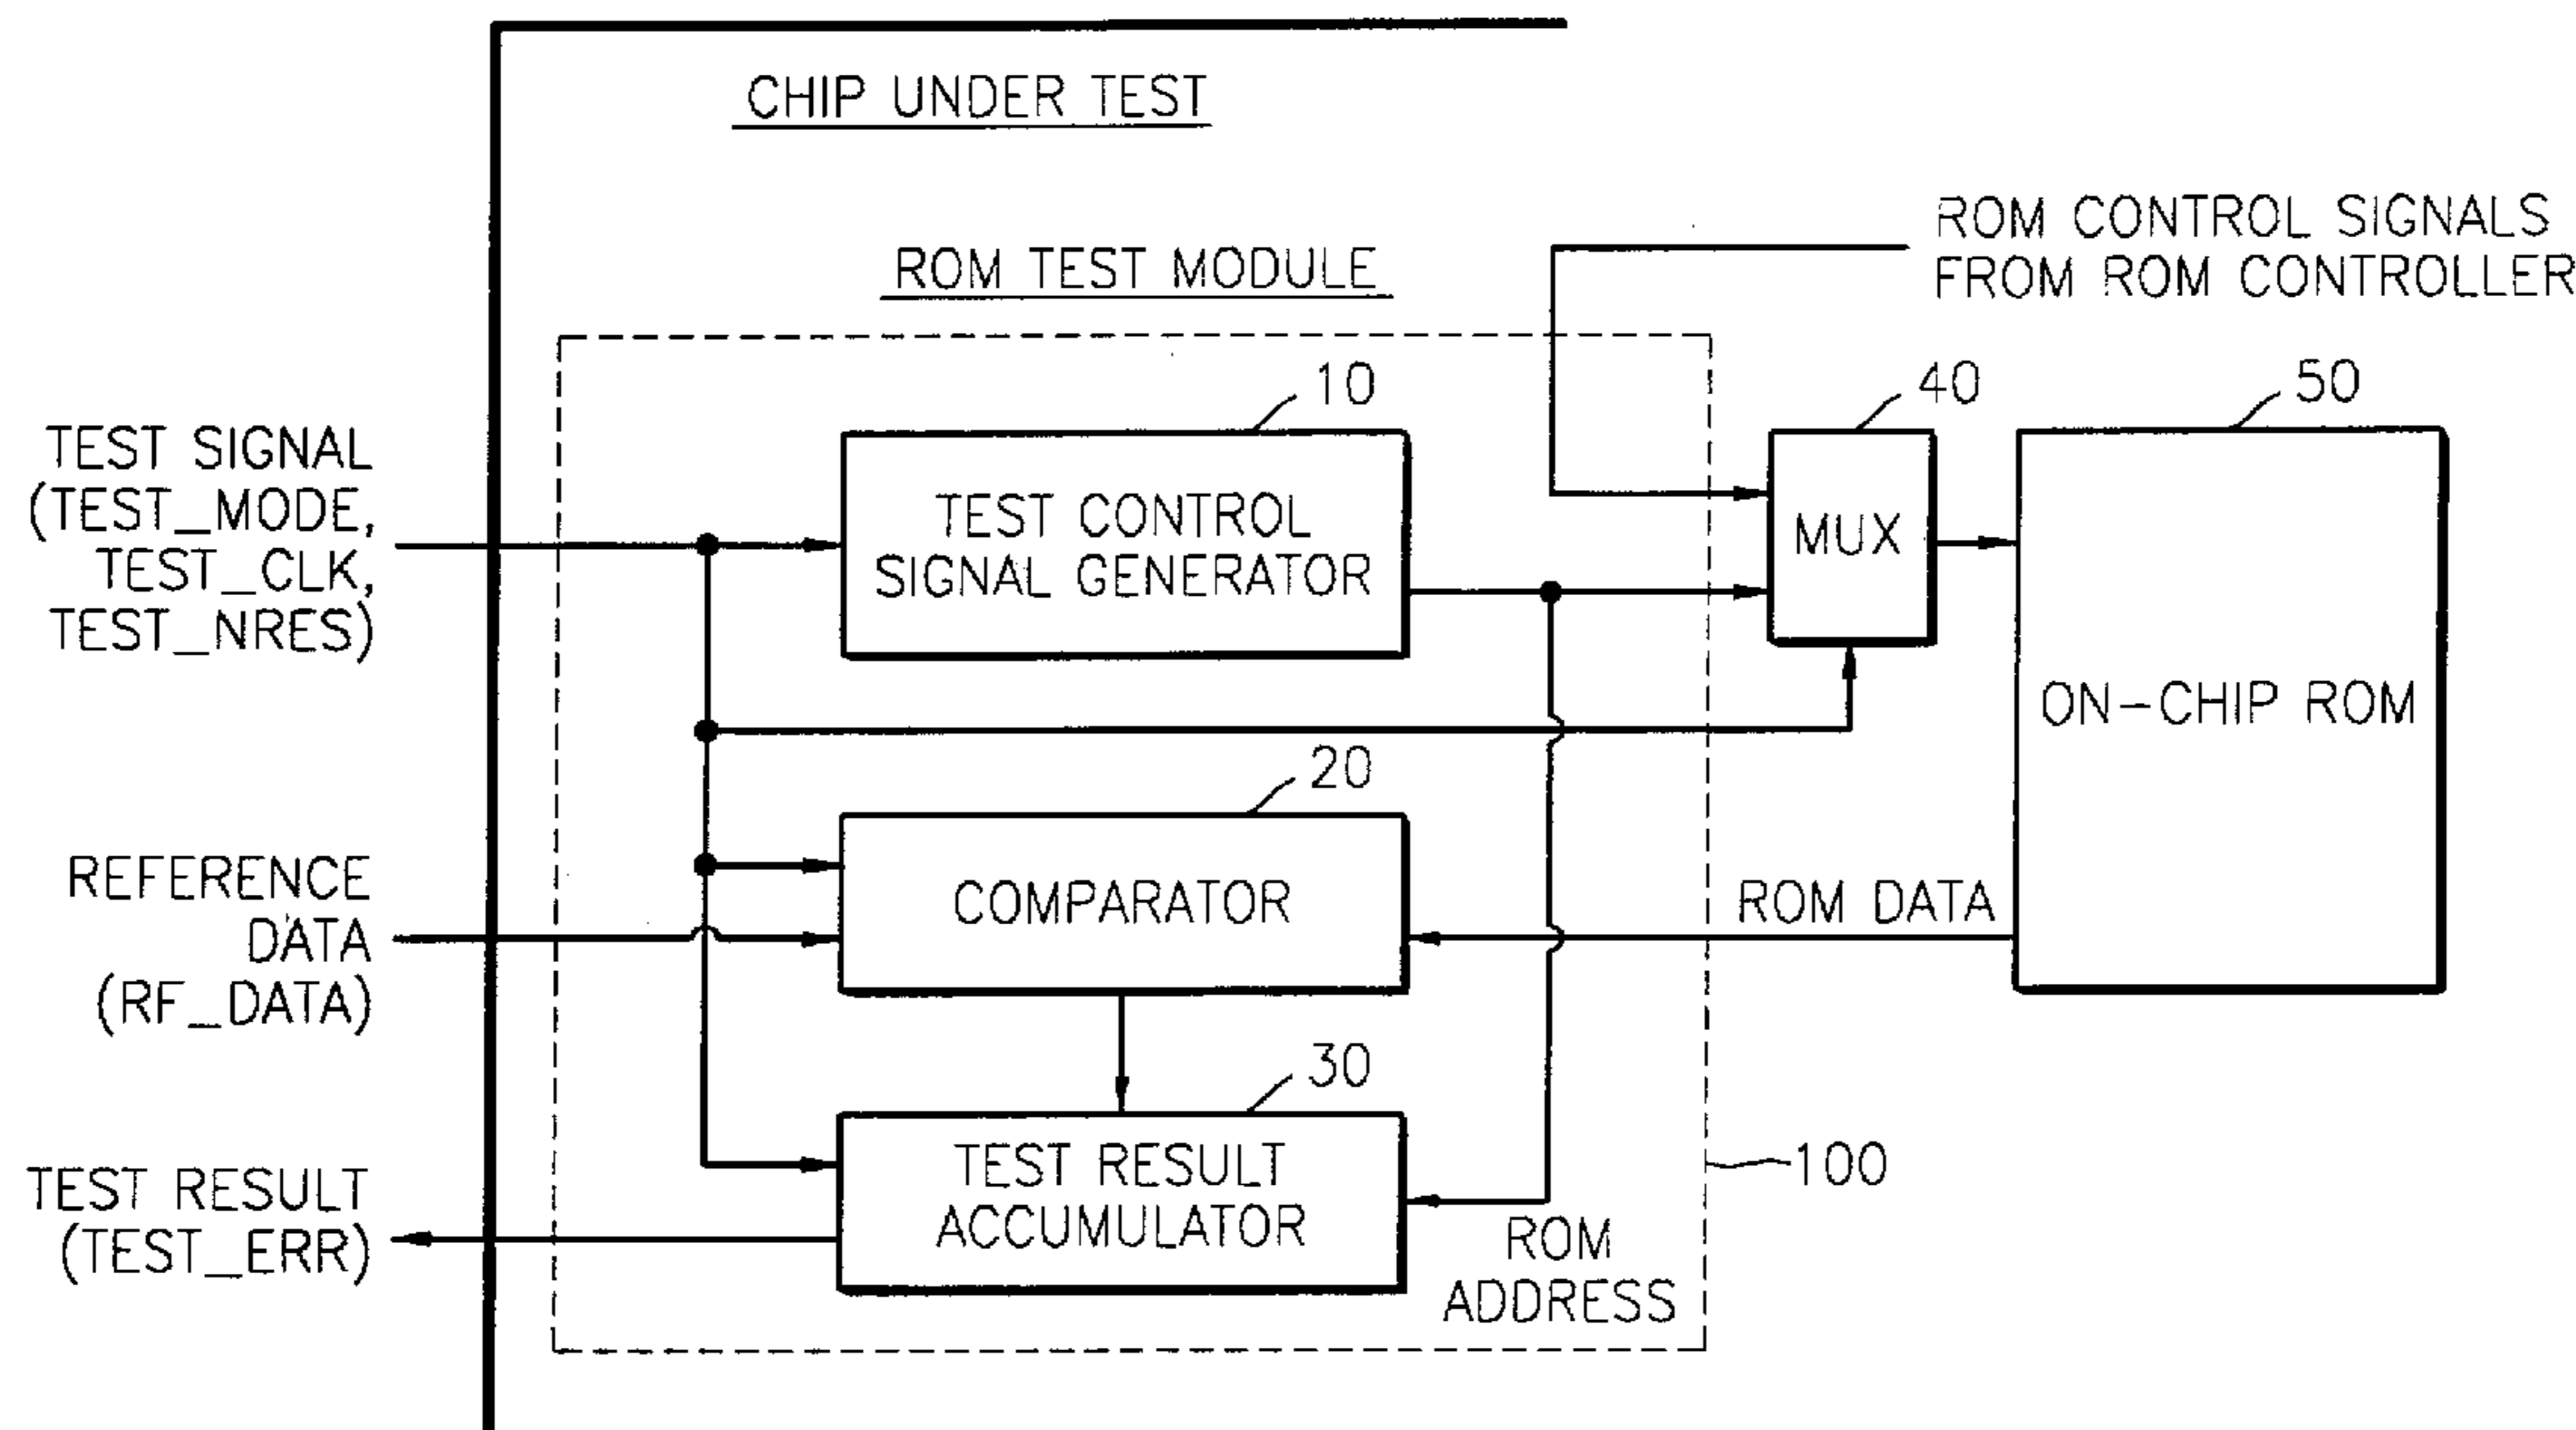 CHIP UNDER TEST
ROM CONTROL SIGNALS
FROM ROM CONTROLLER
ROM TEST MODULE
10
40
50
TEST SIGNAL
(TEST_MODE,
TEST_CLK,
TEST_NRES)
TEST CONTROL
SIGNAL GENERATOR
MUX
ON-CHIP ROM
20
REFERENCE
DATA
(RF_DATA)
COMPARATOR
ROM DATA
30
TEST RESULT
(TEST_ERR)
TEST RESULT
ACCUMULATOR
100
ROM
ADDRESS